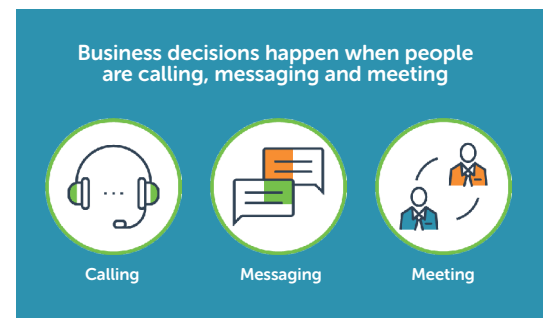 Business decisions happen when people
are calling, messaging and meeting
Calling
Messaging
Meeting